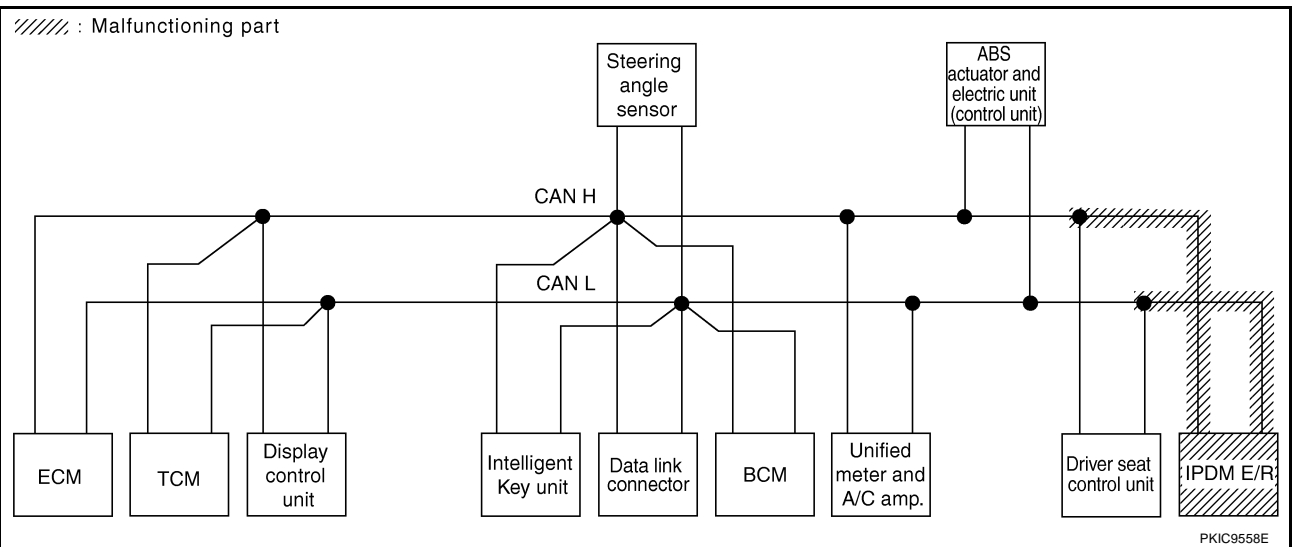 : Malfunctioning part
Steering
angle
sensor
ABS
actuator and
electric unit
(control unit)
CAN H
CAN L
ECM
TCM
Display
control
unit
Intelligent
Key unit
Data link
connector
BCM
Unified
meter and
A/C amp.
Driver seat
control unit
IPDM E/R
PKIC9558E